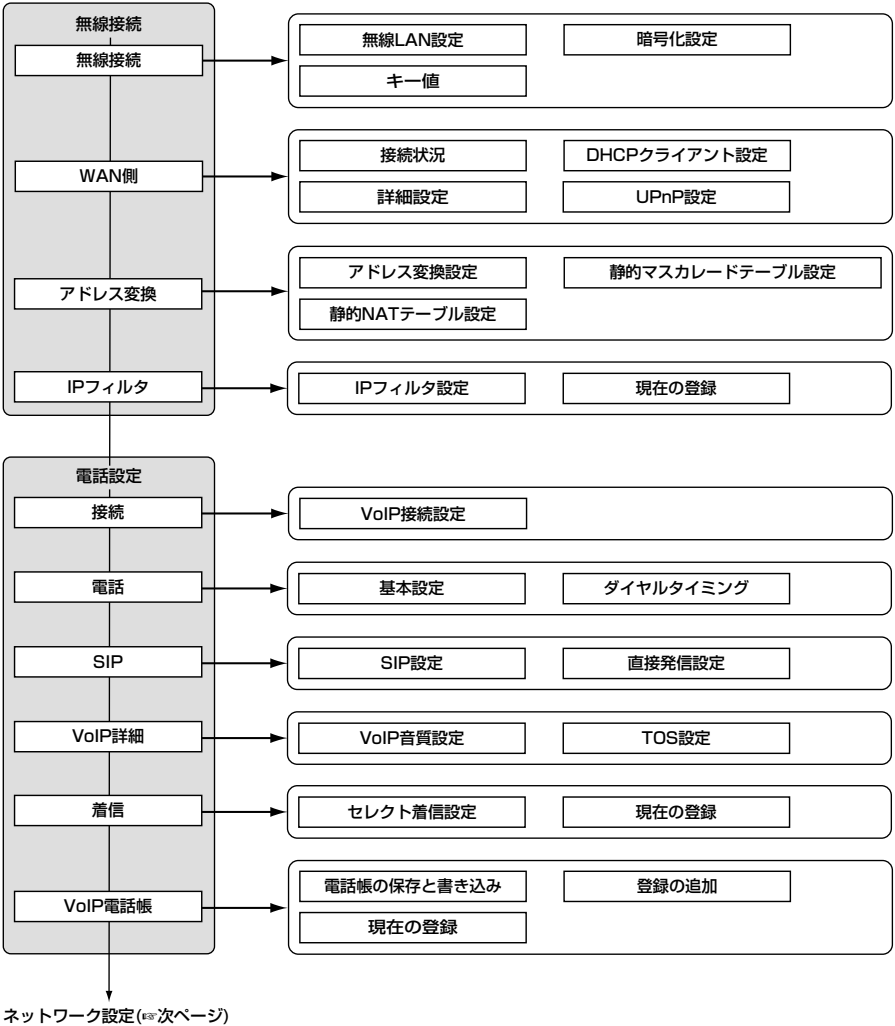 無線接続
無線接続
無線LAN設定
暗号化設定
キー値
WAN側
接続状況
DHCPクライアント設定
詳細設定
UPnP設定
アドレス変換
アドレス変換設定
静的マスカレードテーブル設定
静的NATテーブル設定
IPフィルタ
IPフィルタ設定
現在の登録
電話設定
接続
VoIP接続設定
電話
基本設定
ダイヤルタイミング
SIP
SIP設定
直接発信設定
VoIP詳細
VoIP音質設定
TOS設定
着信
セレクト着信設定
現在の登録
VoIP電話帳
電話帳の保存と書き込み
登録の追加
現在の登録
ネットワーク設定(☞次ページ)